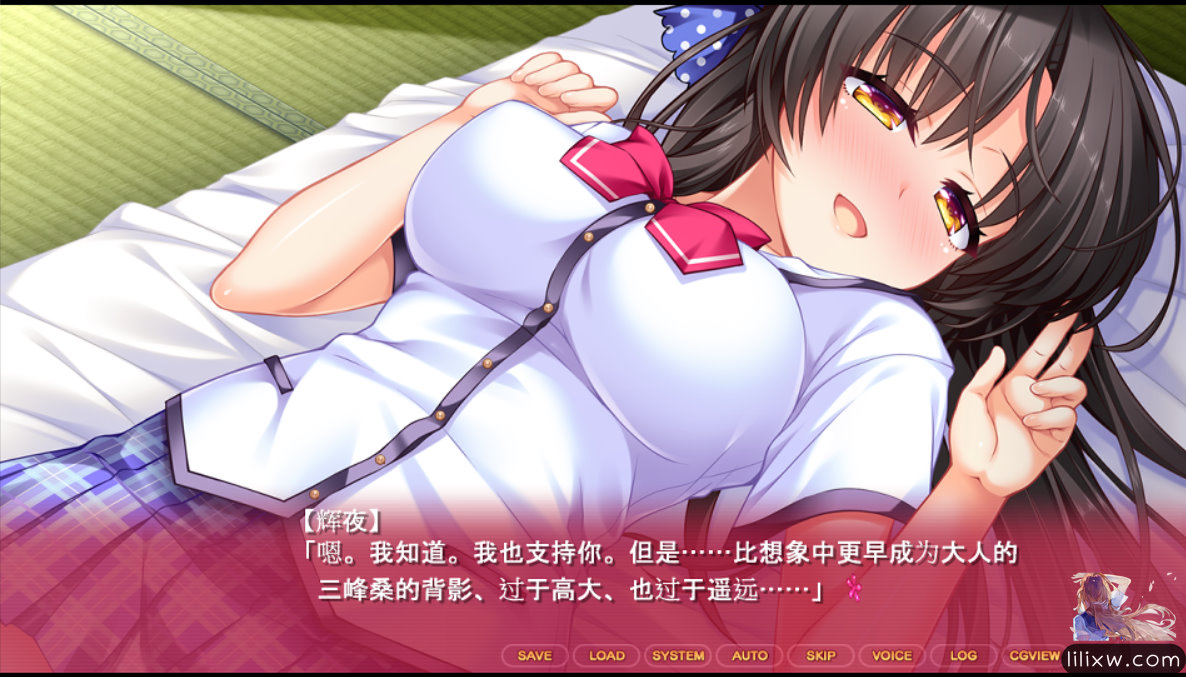 【辉夜】
「嗯。我知道。我也支持你。但是……比想象中更早成为大人的
三峰桑的背影、过于高大、也过于遥远……」
SAVE LOAD SYSTEM AUTO SKIP VOICE LOG CGVIEW
lilixw.com